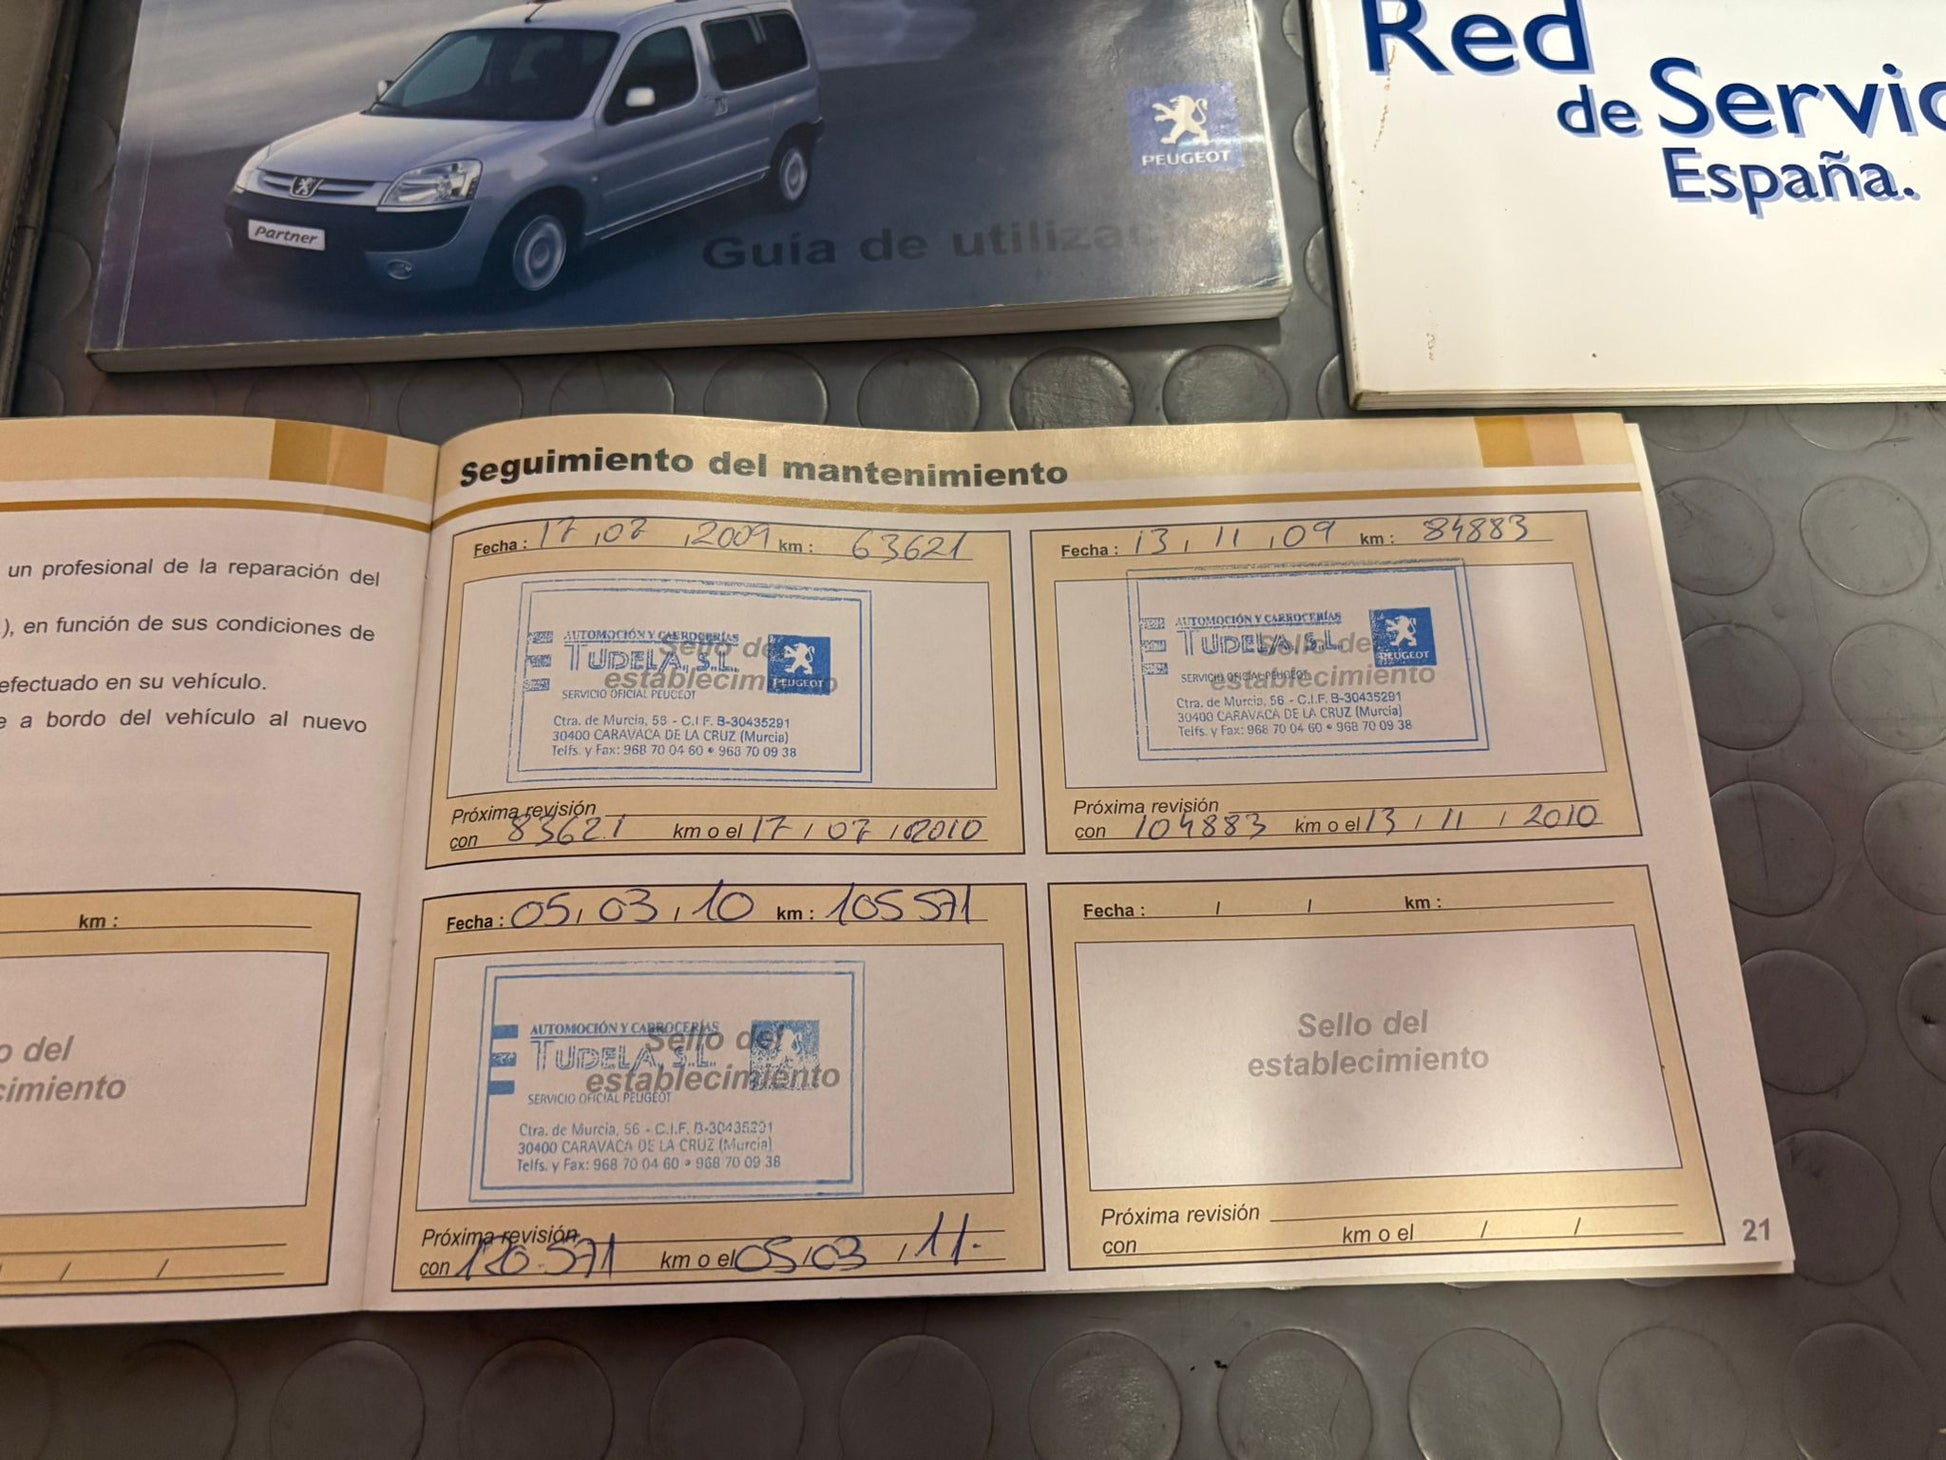 Partner
PEUGEOT
Guía de utiliza
Red
de Servic
España.
un profesional de la reparación del
), en función de sus condiciones de
efectuado en su vehículo.
e a bordo del vehículo al nuevo
km :
o del
cimiento
/ /
Seguimiento del mantenimiento
Fecha : 17 , 07 , 2009 km : 63621
Sello del
establecimiento
AUTOMOCIÓN Y CARROCERÍAS
TUDELA, S.L.
PEUGEOT
SERVICIO OFICIAL PEUGEOT
Ctra. de Murcia, 56 - C.I.F. B-30435291
30400 CARAVACA DE LA CRUZ (Murcia)
Telfs. y Fax: 968 70 04 60 • 968 70 09 38
Próxima revisión
con 83621 km o el 17 / 07 / 2010
Fecha : 13 , 11 , 09 km : 84883
Sello del
establecimiento
AUTOMOCIÓN Y CARROCERÍAS
TUDELA, S.L.
PEUGEOT
SERVICIO OFICIAL PEUGEOT
Ctra. de Murcia, 56 - C.I.F. B-30435291
30400 CARAVACA DE LA CRUZ (Murcia)
Telfs. y Fax: 968 70 04 60 • 968 70 09 38
Próxima revisión
con 104883 km o el 13 / 11 / 2010
Fecha : 05 , 03 , 10 km : 105571
Sello del
establecimiento
AUTOMOCIÓN Y CARROCERÍAS
TUDELA, S.L.
SERVICIO OFICIAL PEUGEOT
Ctra. de Murcia, 56 - C.I.F. B-30435291
30400 CARAVACA DE LA CRUZ (Murcia)
Telfs. y Fax: 968 70 04 60 • 968 70 09 38
Próxima revisión
con 120.571 km o el 05 / 03 / 11.
Fecha : / / km :
Sello del
establecimiento
Próxima revisión
con km o el / /
21